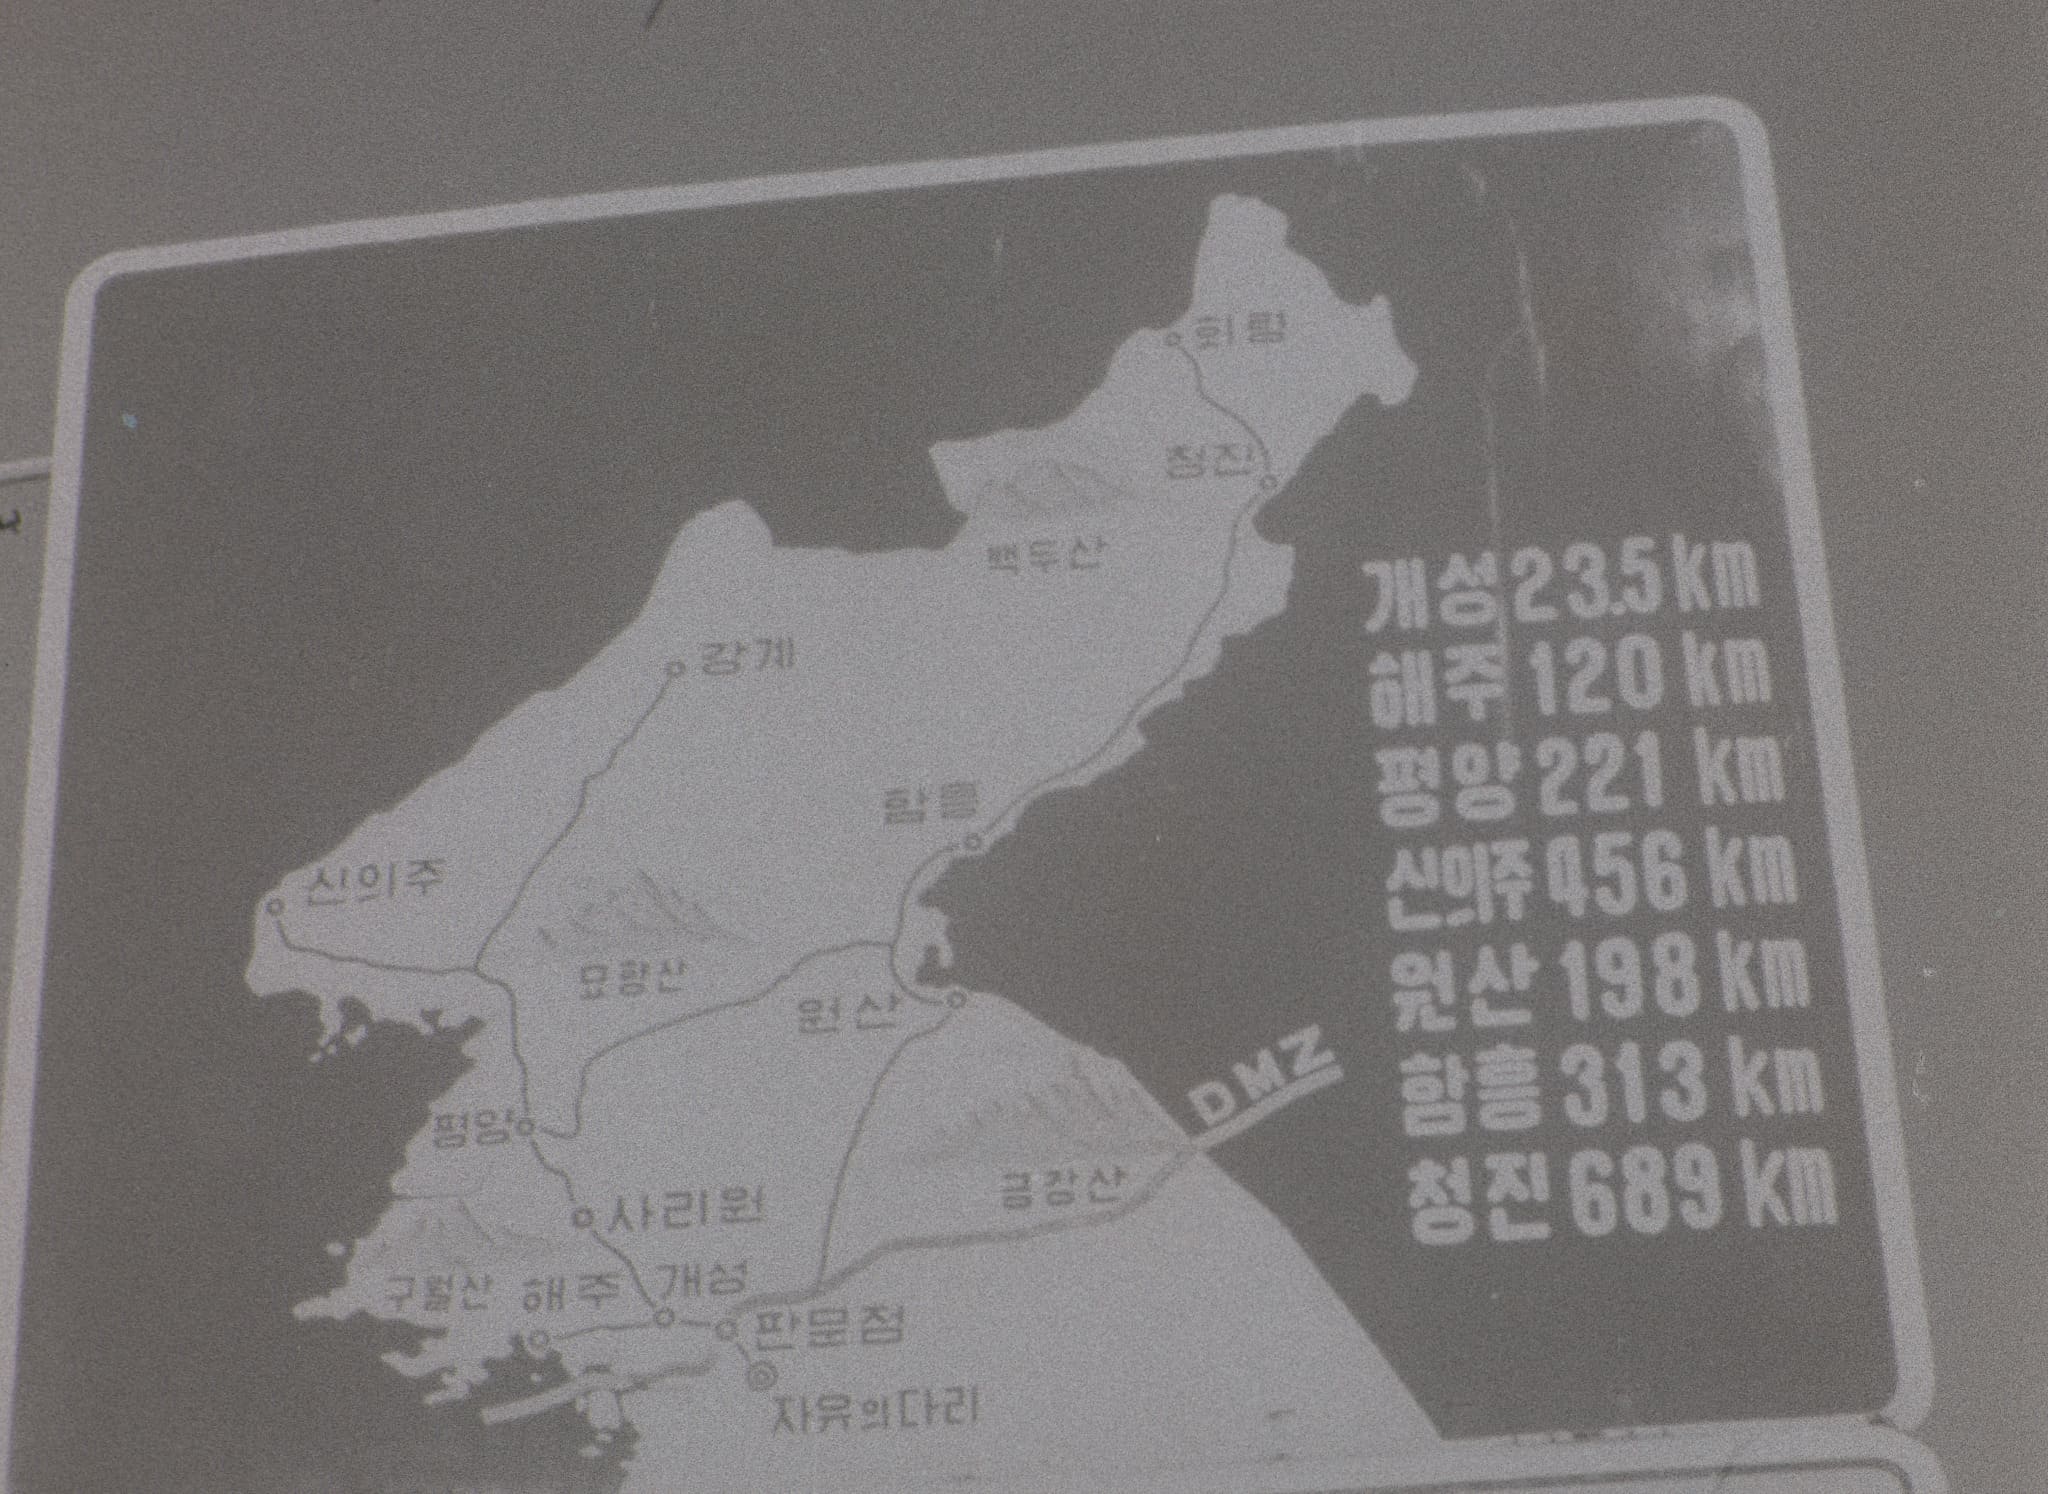 회령
청진
백두산
강계
함흥
신의주
묘향산
원산
DMZ
평양
금강산
사리원
구월산
해주
개성
판문점
자유의다리
개성 23.5 km
해주 120 km
평양 221 km
신의주 456 km
원산 198 km
함흥 313 km
청진 689 km